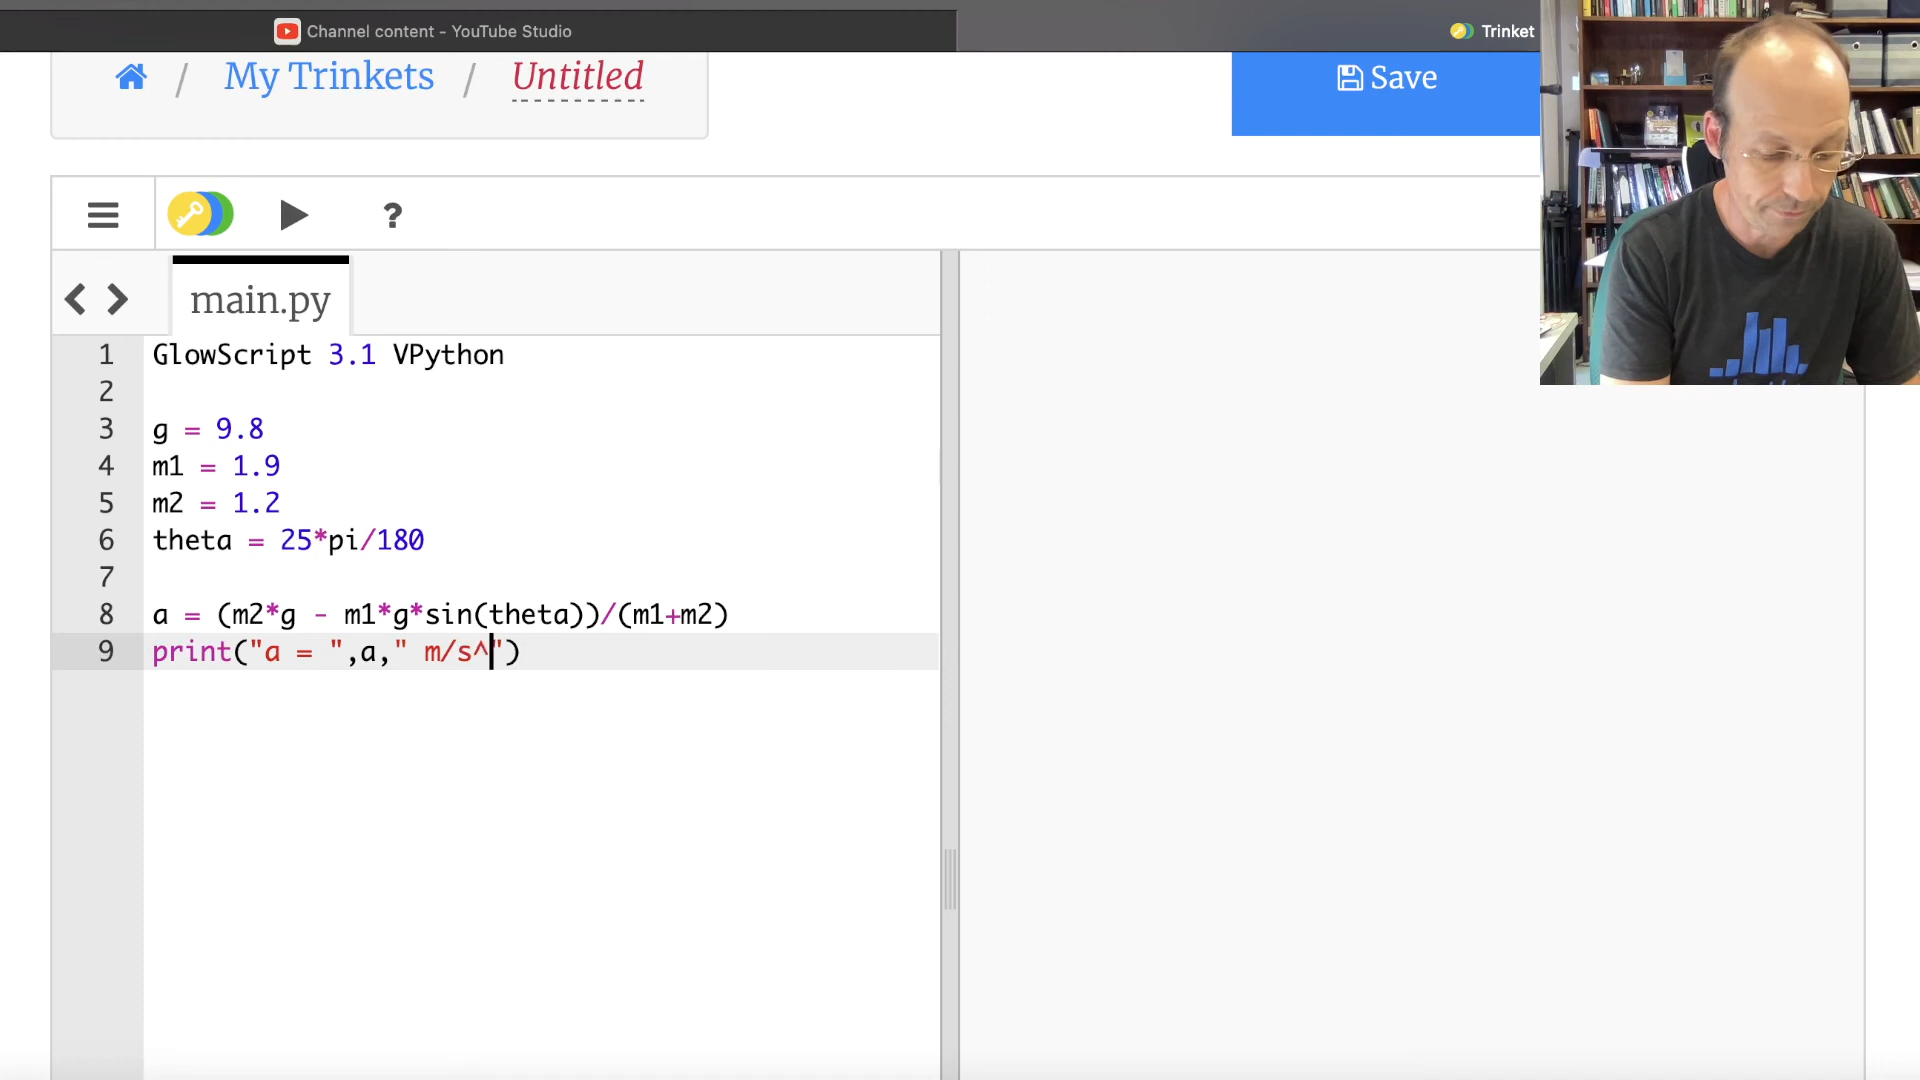 Channel content - YouTube Studio
Trinket
/ My Trinkets / Untitled
Save
?
main.py
1 GlowScript 3.1 VPython
2
3 g = 9.8
4 m1 = 1.9
5 m2 = 1.2
6 theta = 25*pi/180
7
8 a = (m2*g - m1*g*sin(theta))/(m1+m2)
9 print("a = ",a," m/s^")